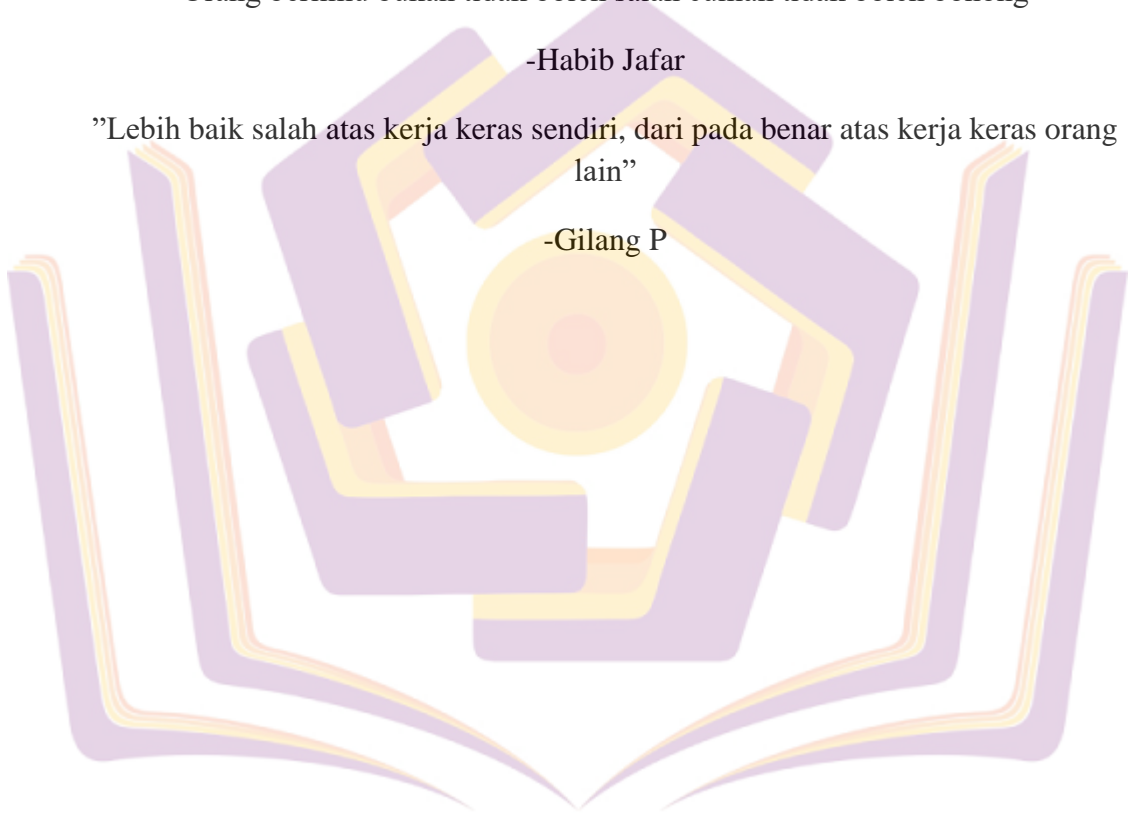 -Habib Jafar
”Lebih baik salah atas kerja keras sendiri, dari pada benar atas kerja keras orang
lain”
-Gilang P